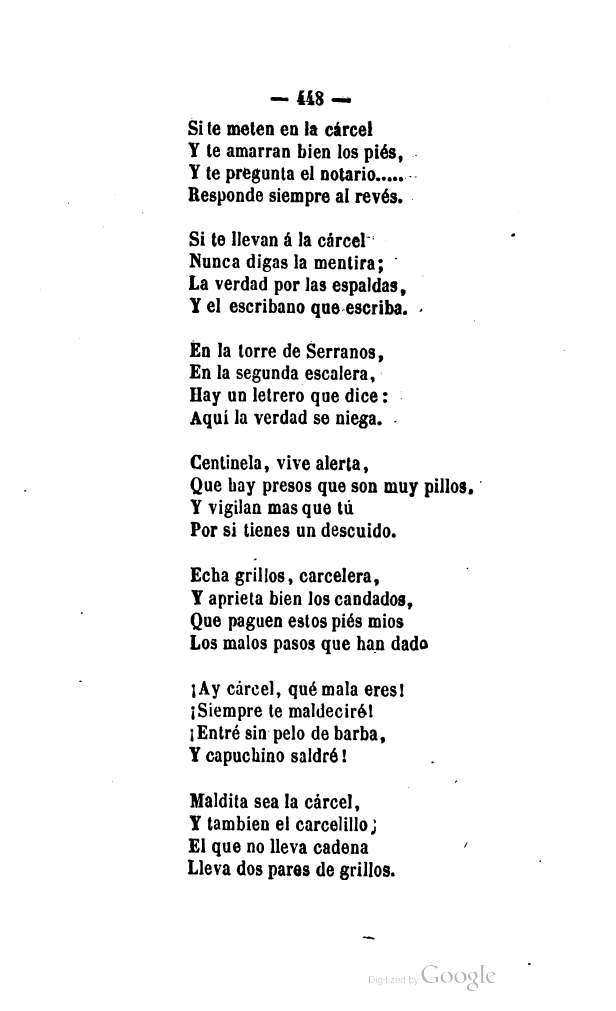 — 448 —
Si te meten en la cárcel
Y te amarran bien los piés,
Y te pregunta el notario.....
Responde siempre al revés.
Si te llevan á la cárcel
Nunca digas la mentira;
La verdad por las espaldas,
Y el escribano que escriba.
En la torre de Serranos,
En la segunda escalera,
Hay un letrero que dice:
Aquí la verdad se niega.
Centinela, vive alerta,
Que hay presos que son muy pillos,
Y vigilan mas que tú
Por si tienes un descuido.
Echa grillos, carcelera,
Y aprieta bien los candados,
Que paguen estos piés mios
Los malos pasos que han dado
¡Ay cárcel, qué mala eres!
¡Siempre te maldeciré!
¡Entré sin pelo de barba,
Y capuchino saldré!
Maldita sea la cárcel,
Y tambien el carcelillo;
El que no lleva cadena
Lleva dos pares de grillos.
Digitized by Google